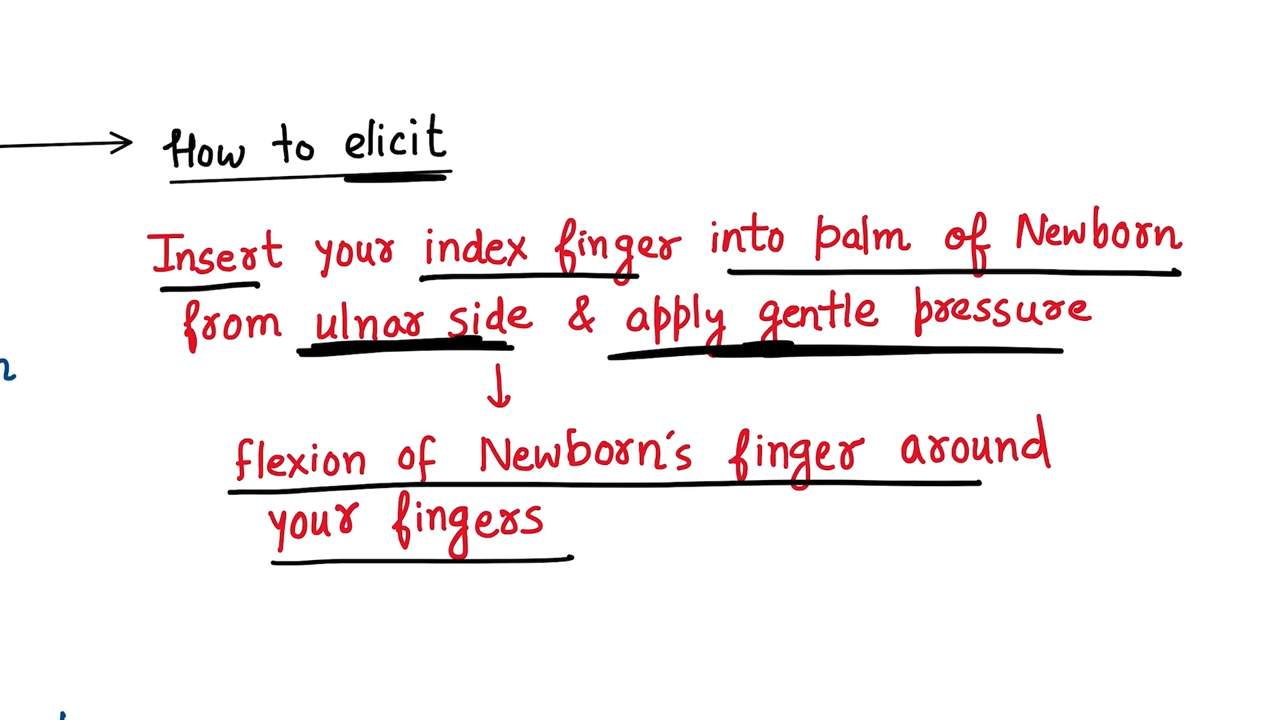 How to elicit
Insert your index finger into palm of Newborn
from ulnar side & apply gentle pressure
↓
flexion of Newborn's finger around
your fingers